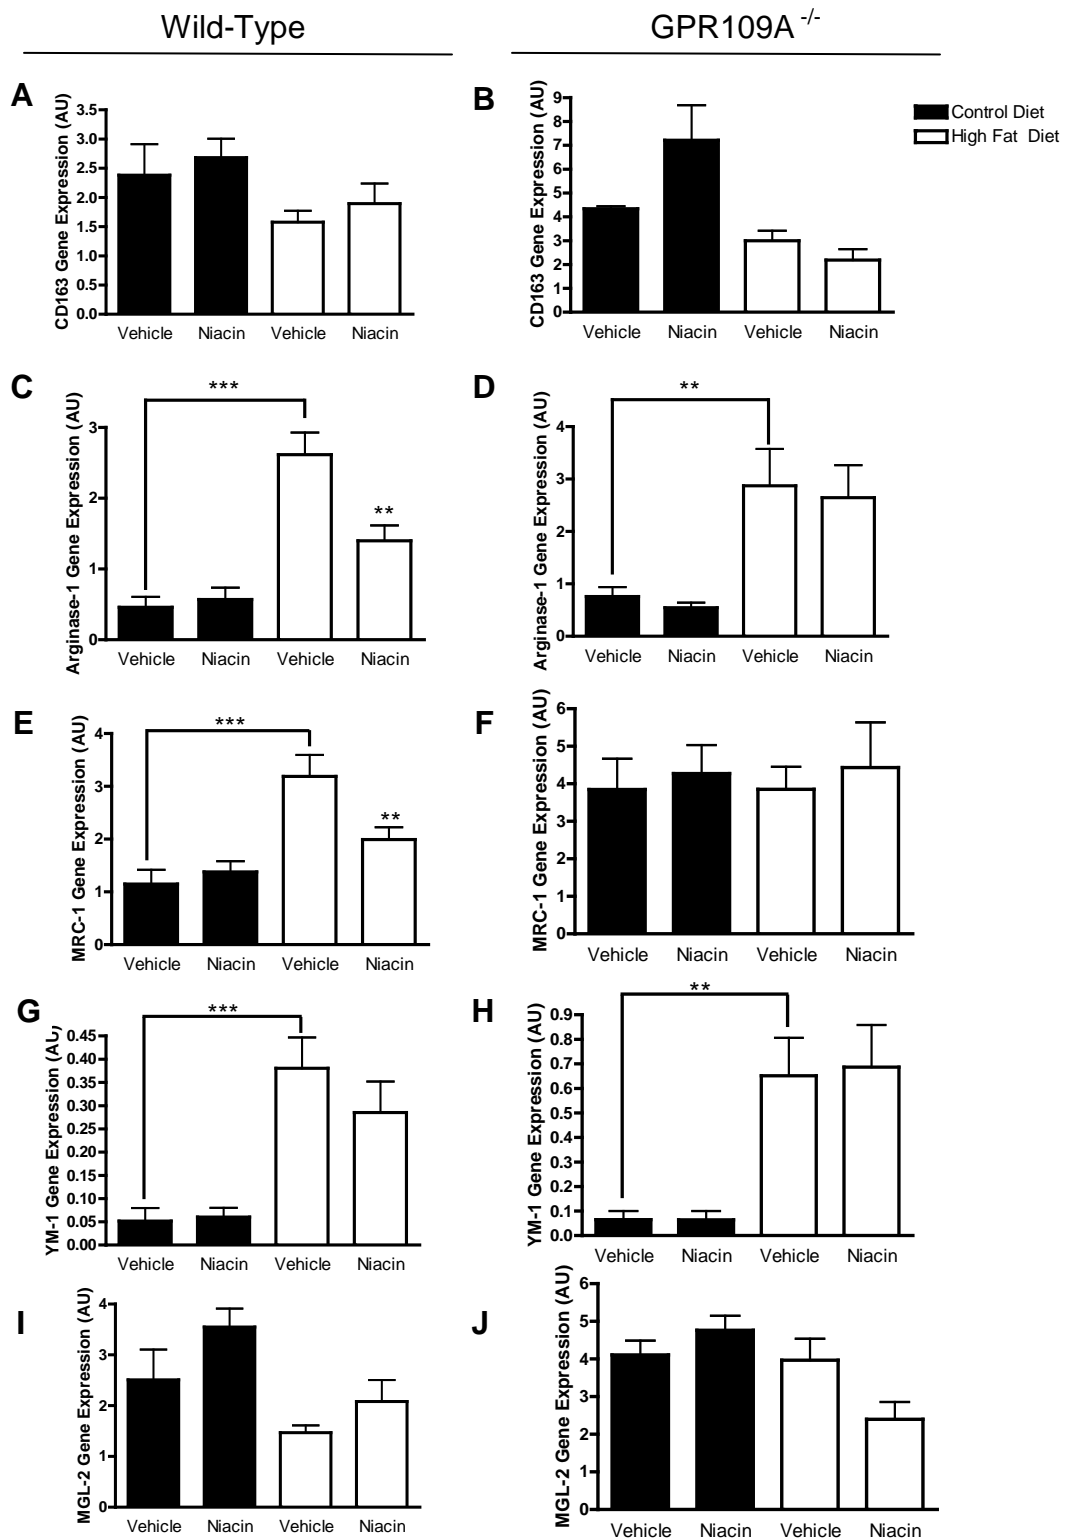 Wild-Type
GPR109A -/-
A
CD163 Gene Expression (AU)
3.5
3.0
2.5
2.0
1.5
1.0
0.5
0.0
Vehicle Niacin Vehicle Niacin
B
CD163 Gene Expression (AU)
9
8
7
6
5
4
3
2
1
0
Vehicle Niacin Vehicle Niacin
Control Diet
High Fat Diet
C
Arginase-1 Gene Expression (AU)
***
3
2
**
1
0
Vehicle Niacin Vehicle Niacin
D
Arginase-1 Gene Expression (AU)
**
4
3
2
1
0
Vehicle Niacin Vehicle Niacin
E
MRC-1 Gene Expression (AU)
***
4
3
**
2
1
0
Vehicle Niacin Vehicle Niacin
F
MRC-1 Gene Expression (AU)
6
5
4
3
2
1
0
Vehicle Niacin Vehicle Niacin
G
YM-1 Gene Expression (AU)
***
0.45
0.40
0.35
0.30
0.25
0.20
0.15
0.10
0.05
0.00
Vehicle Niacin Vehicle Niacin
H
YM-1 Gene Expression (AU)
**
0.9
0.8
0.7
0.6
0.5
0.4
0.3
0.2
0.1
0.0
Vehicle Niacin Vehicle Niacin
I
MGL-2 Gene Expression (AU)
4
3
2
1
0
Vehicle Niacin Vehicle Niacin
J
MGL-2 Gene Expression (AU)
6
5
4
3
2
1
0
Vehicle Niacin Vehicle Niacin